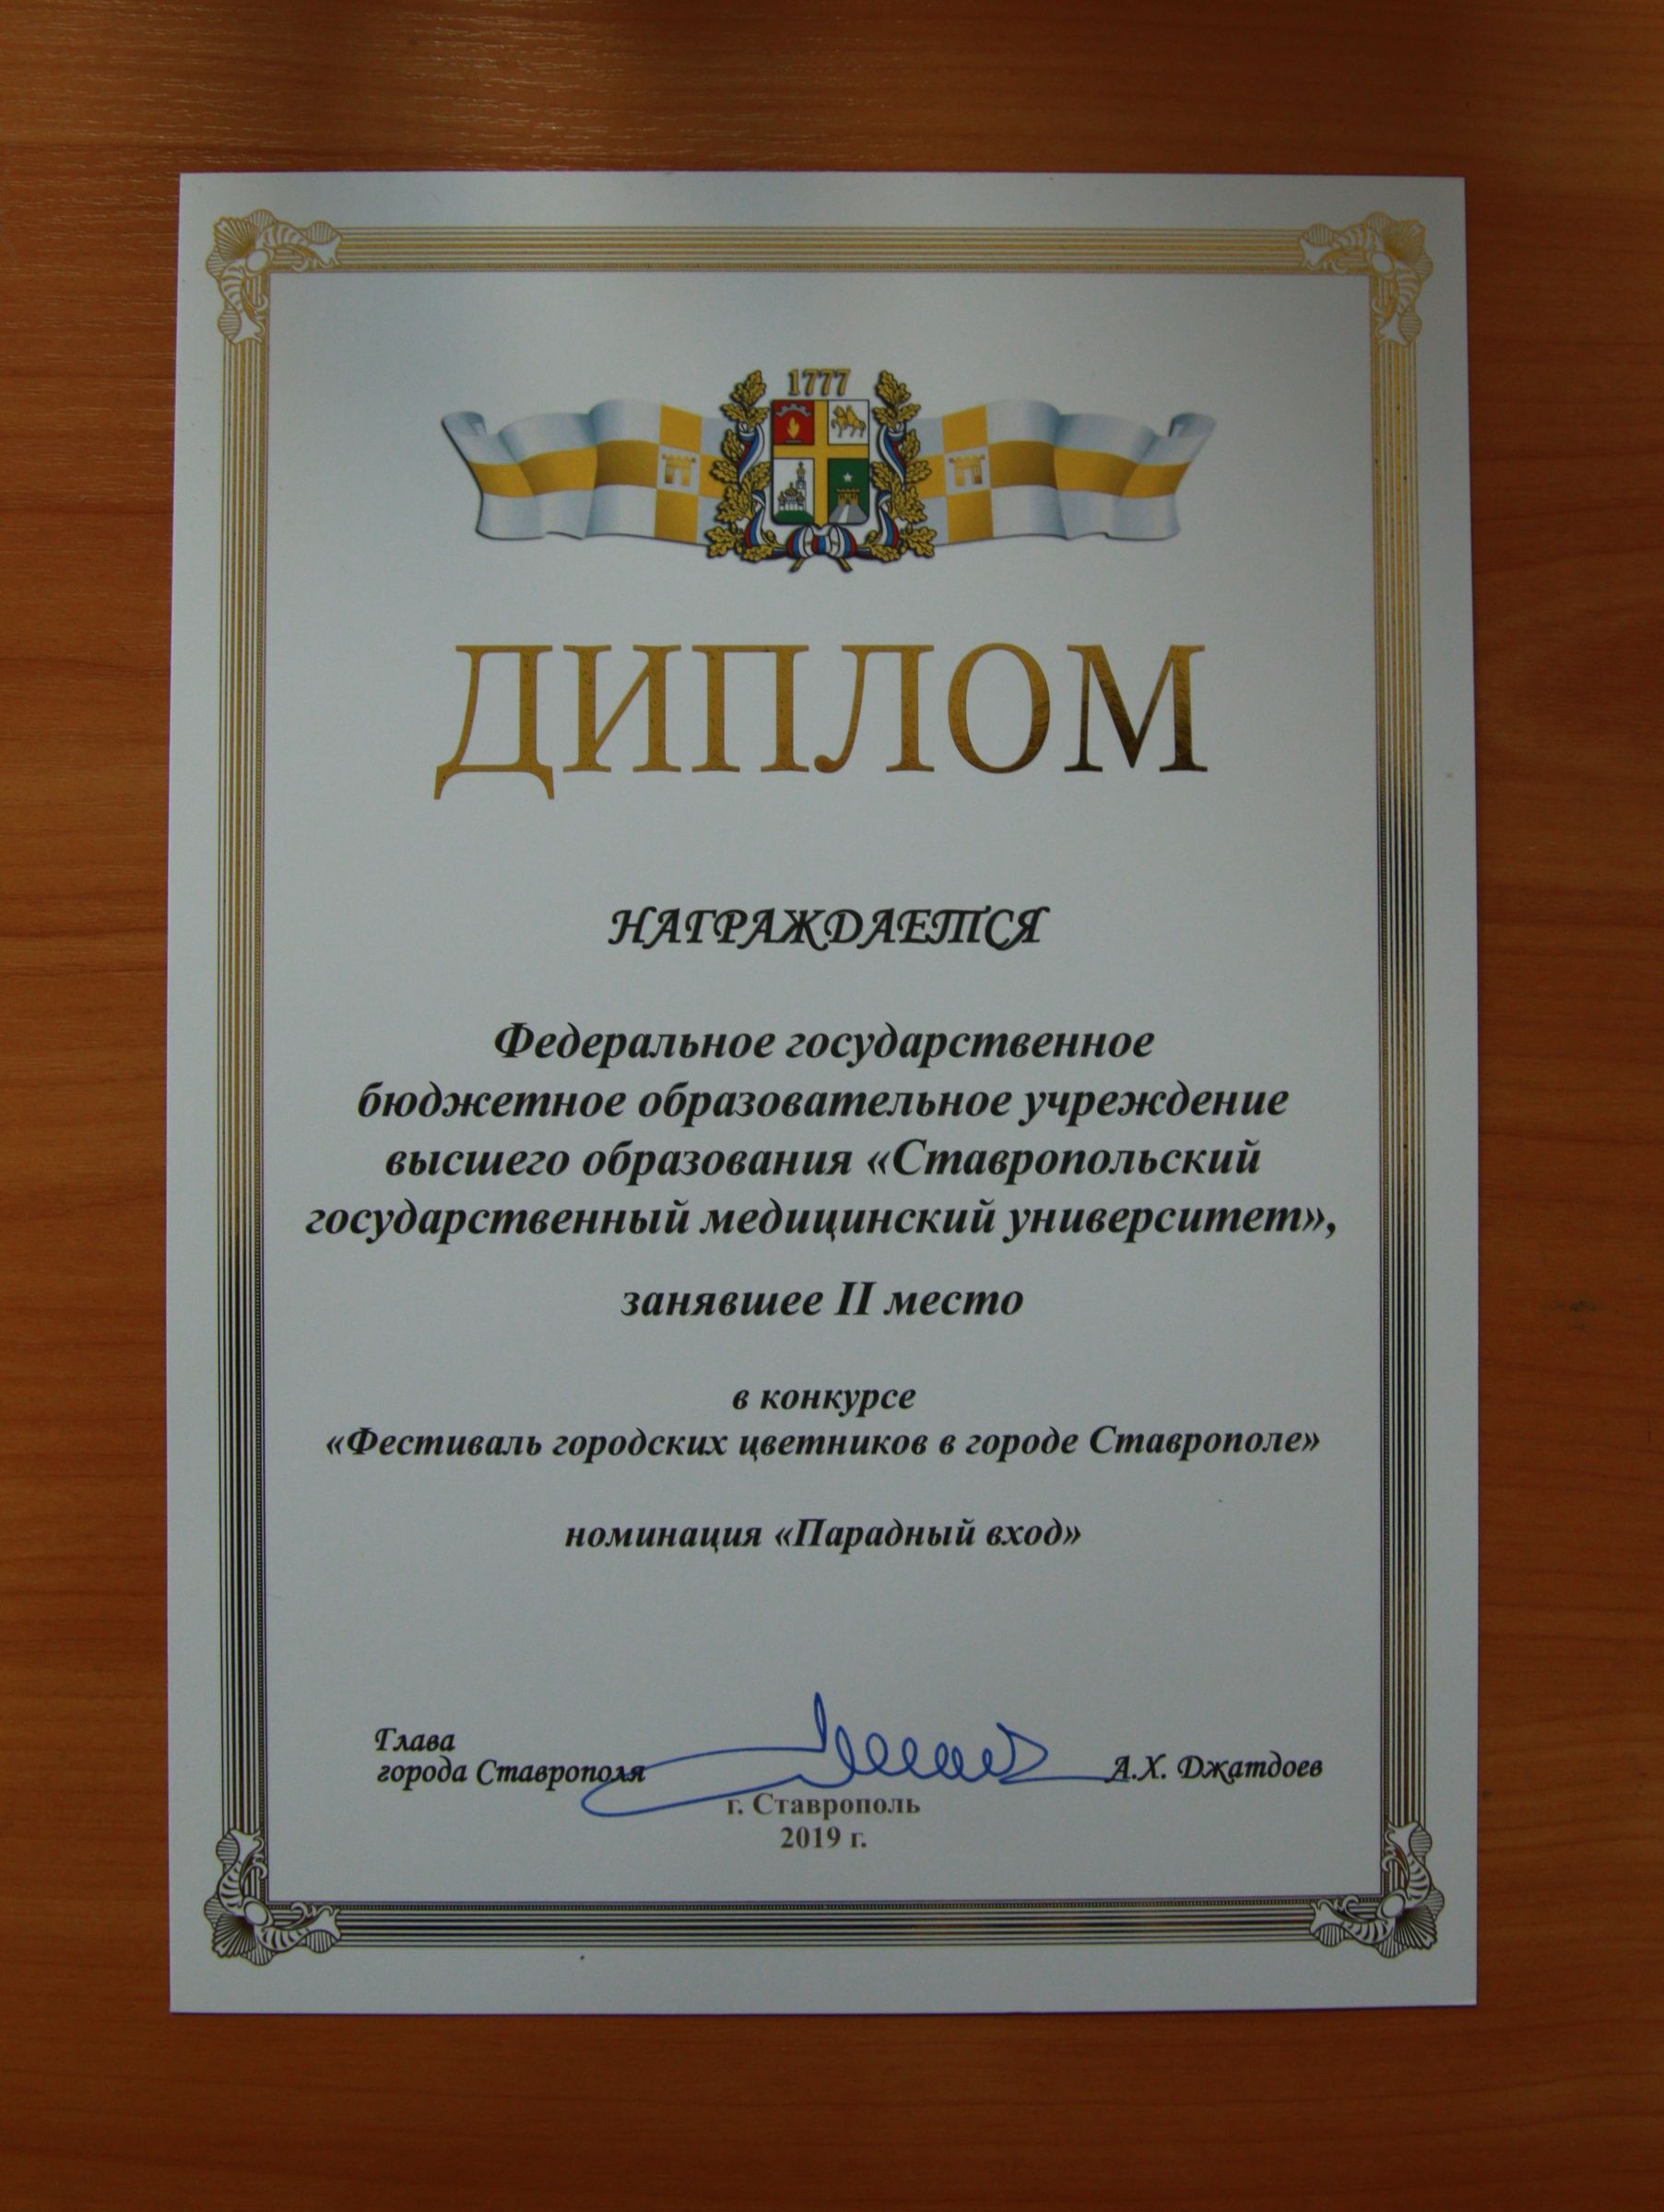 1777
ДИПЛОМ
НАГРАЖДАЕТСЯ
Федеральное государственное
бюджетное образовательное учреждение
высшего образования «Ставропольский
государственный медицинский университет»,
занявшее II место
в конкурсе
«Фестиваль городских цветников в городе Ставрополе»
номинация «Парадный вход»
Глава
города Ставрополя А.Х. Джатдоев
г. Ставрополь
2019 г.